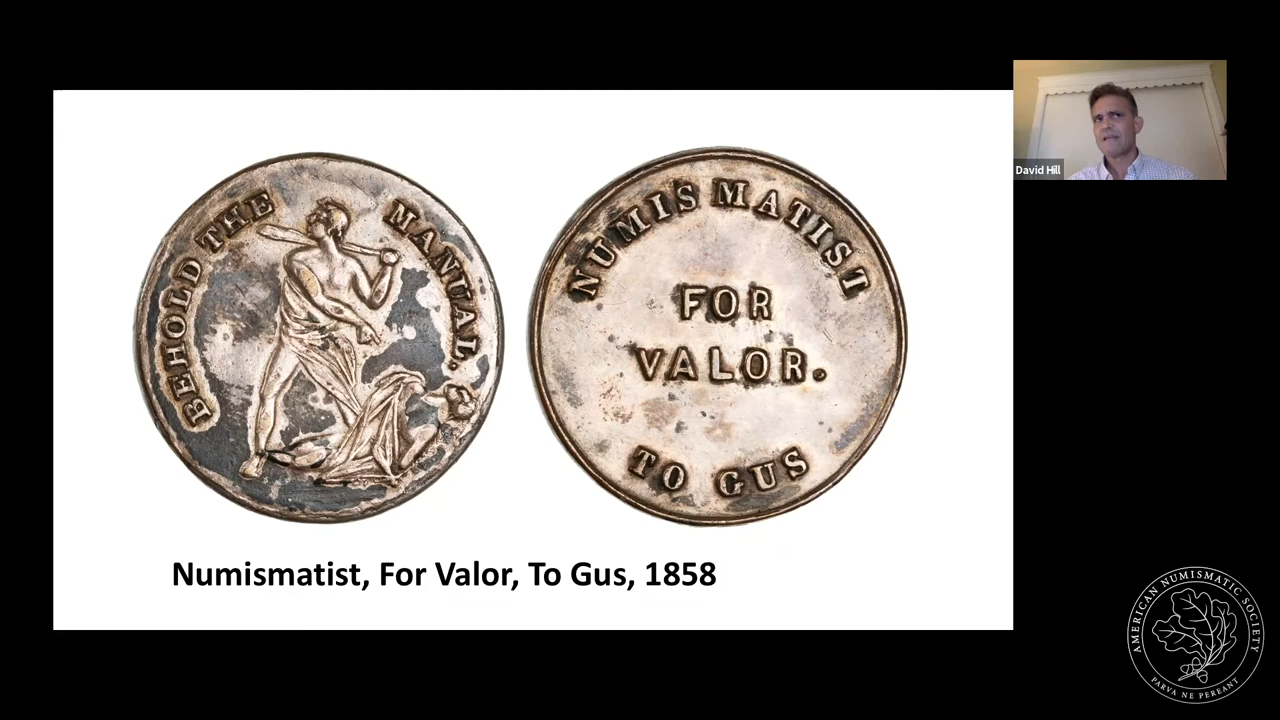 BEHOLD THE MANUAL.
NUMISMATIST
FOR
VALOR.
TO GUS
Numismatist, For Valor, To Gus, 1858
David Hill
AMERICAN NUMISMATIC SOCIETY
PARVA NE PEREANT